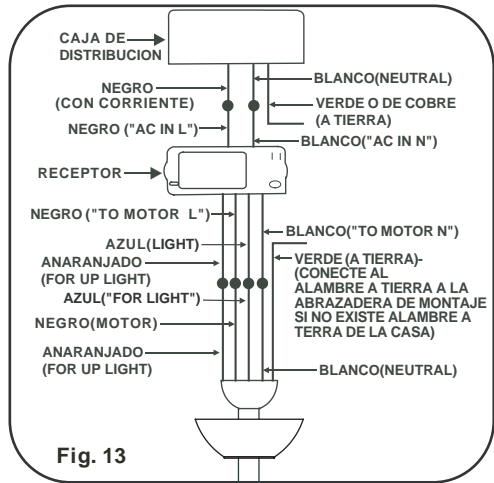 CAJA DE
DISTRIBUCION
NEGRO
(CON CORRIENTE)
BLANCO(NEUTRAL)
VERDE O DE COBRE
(A TIERRA)
NEGRO ("AC IN L")
BLANCO("AC IN N")
RECEPTOR
NEGRO ("TO MOTOR L")
BLANCO("TO MOTOR N")
AZUL(LIGHT)
ANARANJADO
(FOR UP LIGHT)
VERDE (A TIERRA)-
(CONECTE AL
ALAMBRE A TIERRA A LA
ABRAZADERA DE MONTAJE
SI NO EXISTE ALAMBRE A
TERRA DE LA CASA)
AZUL("FOR LIGHT")
NEGRO(MOTOR)
ANARANJADO
(FOR UP LIGHT)
BLANCO(NEUTRAL)
Fig. 13